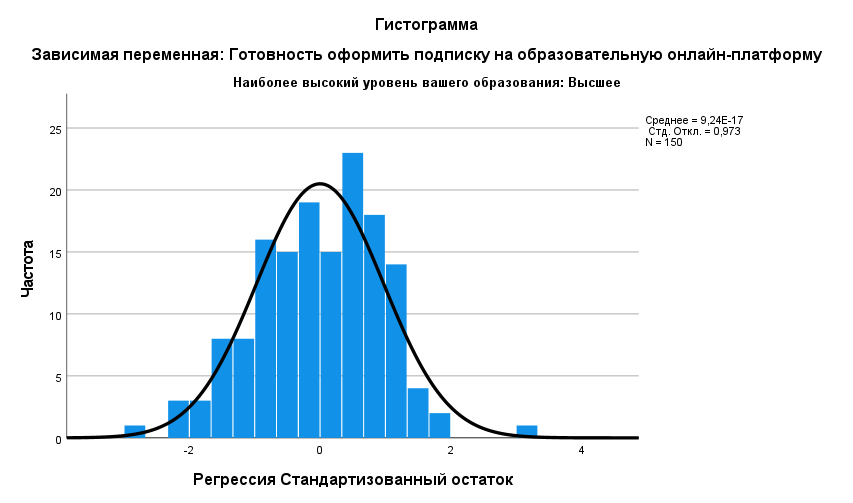 Гистограмма
Зависимая переменная: Готовность оформить подписку на образовательную онлайн-платформу
Наиболее высокий уровень вашего образования: Высшее
Среднее = 9,24E-17
Стд. Откл. = 0,973
N = 150
Частота
25
20
15
10
5
0
-2 0 2 4
Регрессия Стандартизованный остаток